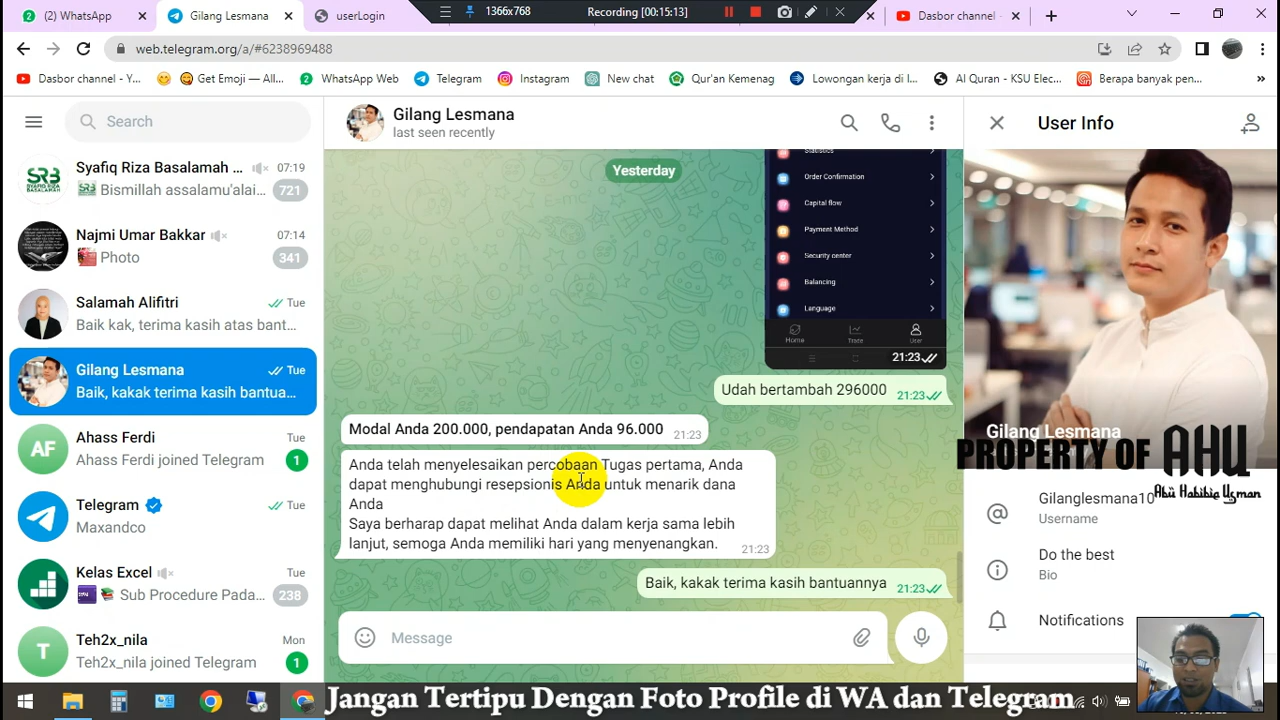 Telegram
Gilang Lesmana
userLogin
1366x768
Recording [00:15:13]
Dasbor channel -
web.telegram.org/a/#6238969488
Dasbor channel - Y...
Get Emoji — All
WhatsApp Web
Telegram
Instagram
New chat
Qur'an Kemenag
Lowongan kerja di I...
Al Quran - KSU Elec...
Berapa banyak pen...
Search
Syafiq Riza Basalamah ...
07:19
Bismillah assalamu'alai...
721
Najmi Umar Bakkar
07:14
Photo
341
Salamah Alifitri
Tue
Baik kak, terima kasih atas bant...
Gilang Lesmana
Tue
Baik, kakak terima kasih bantuan...
AF
Ahass Ferdi
Tue
Ahass Ferdi joined Telegram
1
Telegram
Tue
Maxandco
Kelas Excel
Tue
Sub Procedure Pada...
238
T
Teh2x_nila
Mon
Teh2x_nila joined Telegram
1
Gilang Lesmana
last seen recently
Yesterday
Statistics
Order Confirmation
Capital flow
Payment Method
Security center
Balancing
Language
Home
Trade
User
21:23
Udah bertambah 296000
21:23
Modal Anda 200.000, pendapatan Anda 96.000
21:23
Anda telah menyelesaikan percobaan Tugas pertama, Anda
dapat menghubungi resepsionis Anda untuk menarik dana
Anda
Saya berharap dapat melihat Anda dalam kerja sama lebih
lanjut, semoga Anda memiliki hari yang menyenangkan.
21:23
Baik, kakak terima kasih bantuannya
21:23
Message
User Info
Gilang Lesmana
PROPERTY OF AHU
Abu Habibie Usman
Gilanglesmana10
Username
Do the best
Bio
Notifications
Jangan Tertipu Dengan Foto Profile di WA dan Telegram